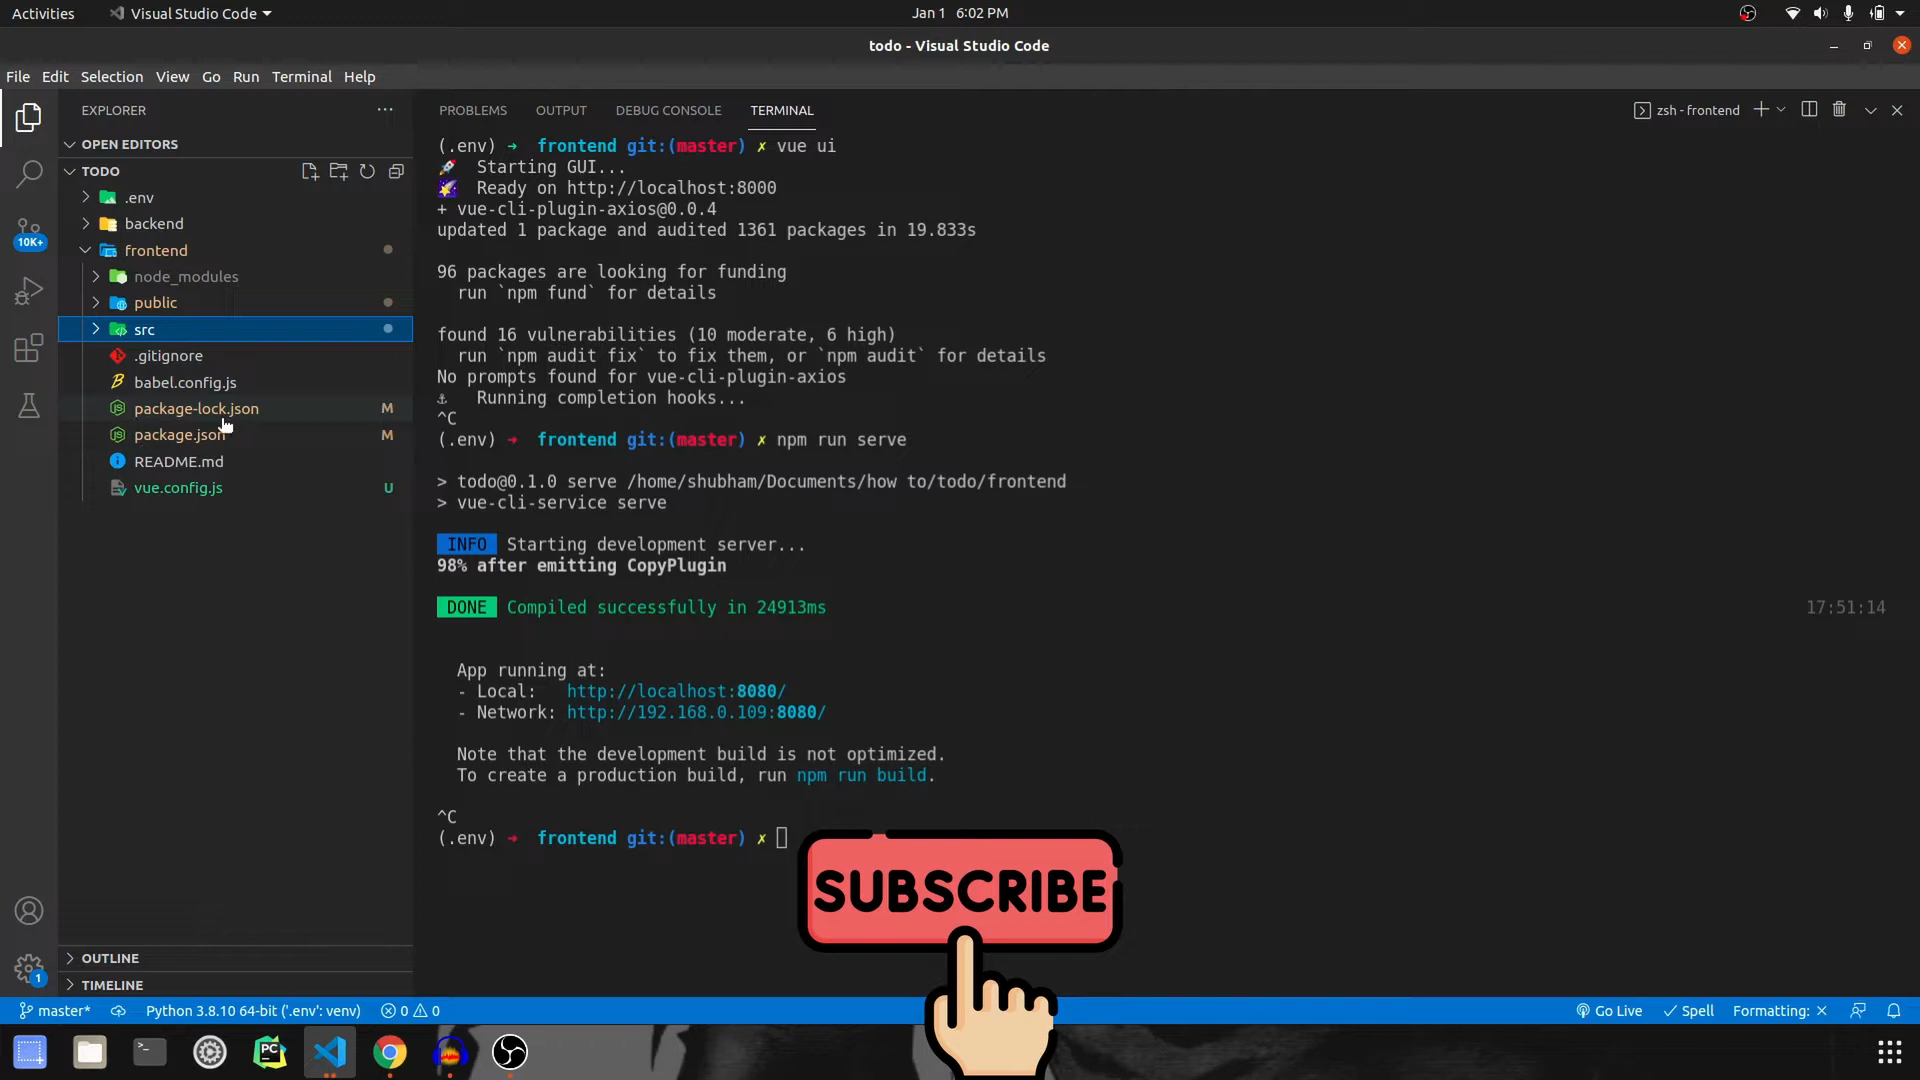 Activities
Visual Studio Code
Jan 1 6:02 PM
todo - Visual Studio Code
File Edit Selection View Go Run Terminal Help
EXPLORER
OPEN EDITORS
TODO
.env
backend
frontend
node_modules
public
src
.gitignore
babel.config.js
package-lock.json M
package.json M
README.md
vue.config.js U
10K+
OUTLINE
TIMELINE
1
PROBLEMS OUTPUT DEBUG CONSOLE TERMINAL
zsh - frontend
(.env) ➜ frontend git:(master) ✗ vue ui
🚀 Starting GUI...
🌠 Ready on http://localhost:8000
+ vue-cli-plugin-axios@0.0.4
updated 1 package and audited 1361 packages in 19.833s
96 packages are looking for funding
run `npm fund` for details
found 16 vulnerabilities (10 moderate, 6 high)
run `npm audit fix` to fix them, or `npm audit` for details
No prompts found for vue-cli-plugin-axios
⚓ Running completion hooks...
^C
(.env) ➜ frontend git:(master) ✗ npm run serve
> todo@0.1.0 serve /home/shubham/Documents/how to/todo/frontend
> vue-cli-service serve
INFO Starting development server...
98% after emitting CopyPlugin
DONE Compiled successfully in 24913ms 17:51:14
App running at:
- Local: http://localhost:8080/
- Network: http://192.168.0.109:8080/
Note that the development build is not optimized.
To create a production build, run npm run build.
^C
(.env) ➜ frontend git:(master) ✗
SUBSCRIBE
master* Python 3.8.10 64-bit ('.env': venv) 0 0
Go Live Spell Formatting: ✕
PC